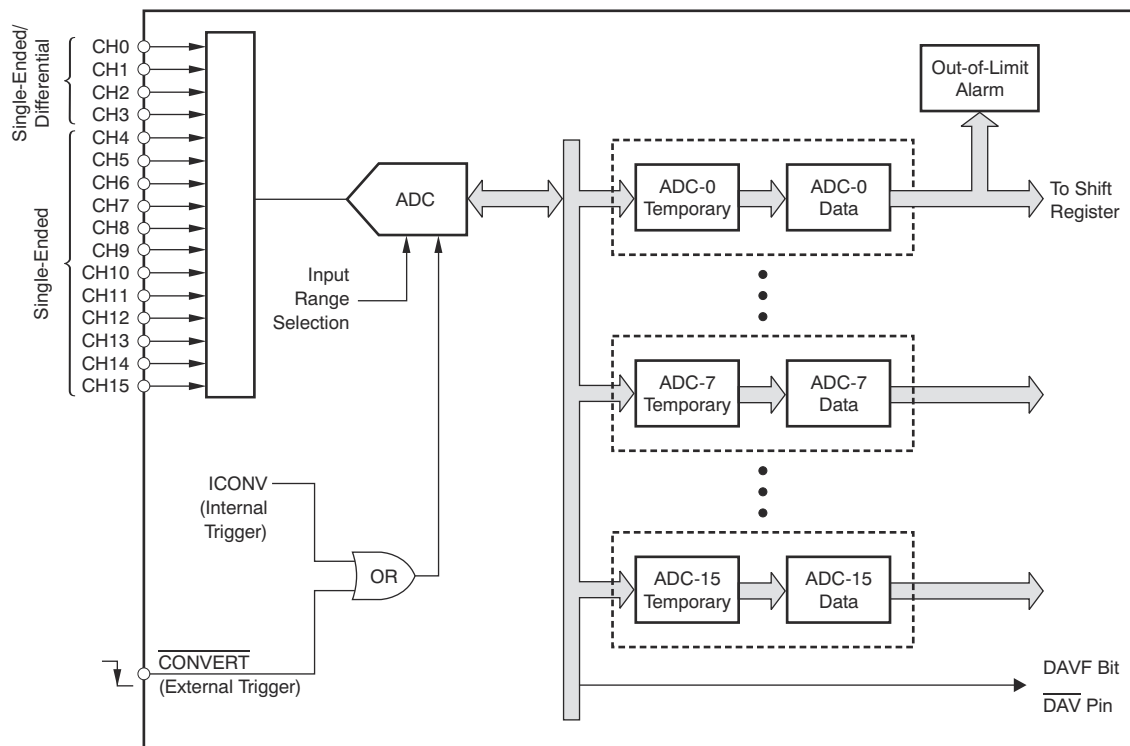 Single-Ended/
Differential
CH0
CH1
CH2
CH3
Single-Ended
CH4
CH5
CH6
CH7
CH8
CH9
CH10
CH11
CH12
CH13
CH14
CH15
ADC
Input
Range
Selection
ICONV
(Internal
Trigger)
OR
CONVERT
(External Trigger)
Out-of-Limit
Alarm
ADC-0
Temporary
ADC-0
Data
To Shift
Register
ADC-7
Temporary
ADC-7
Data
ADC-15
Temporary
ADC-15
Data
DAVF Bit
DAV Pin